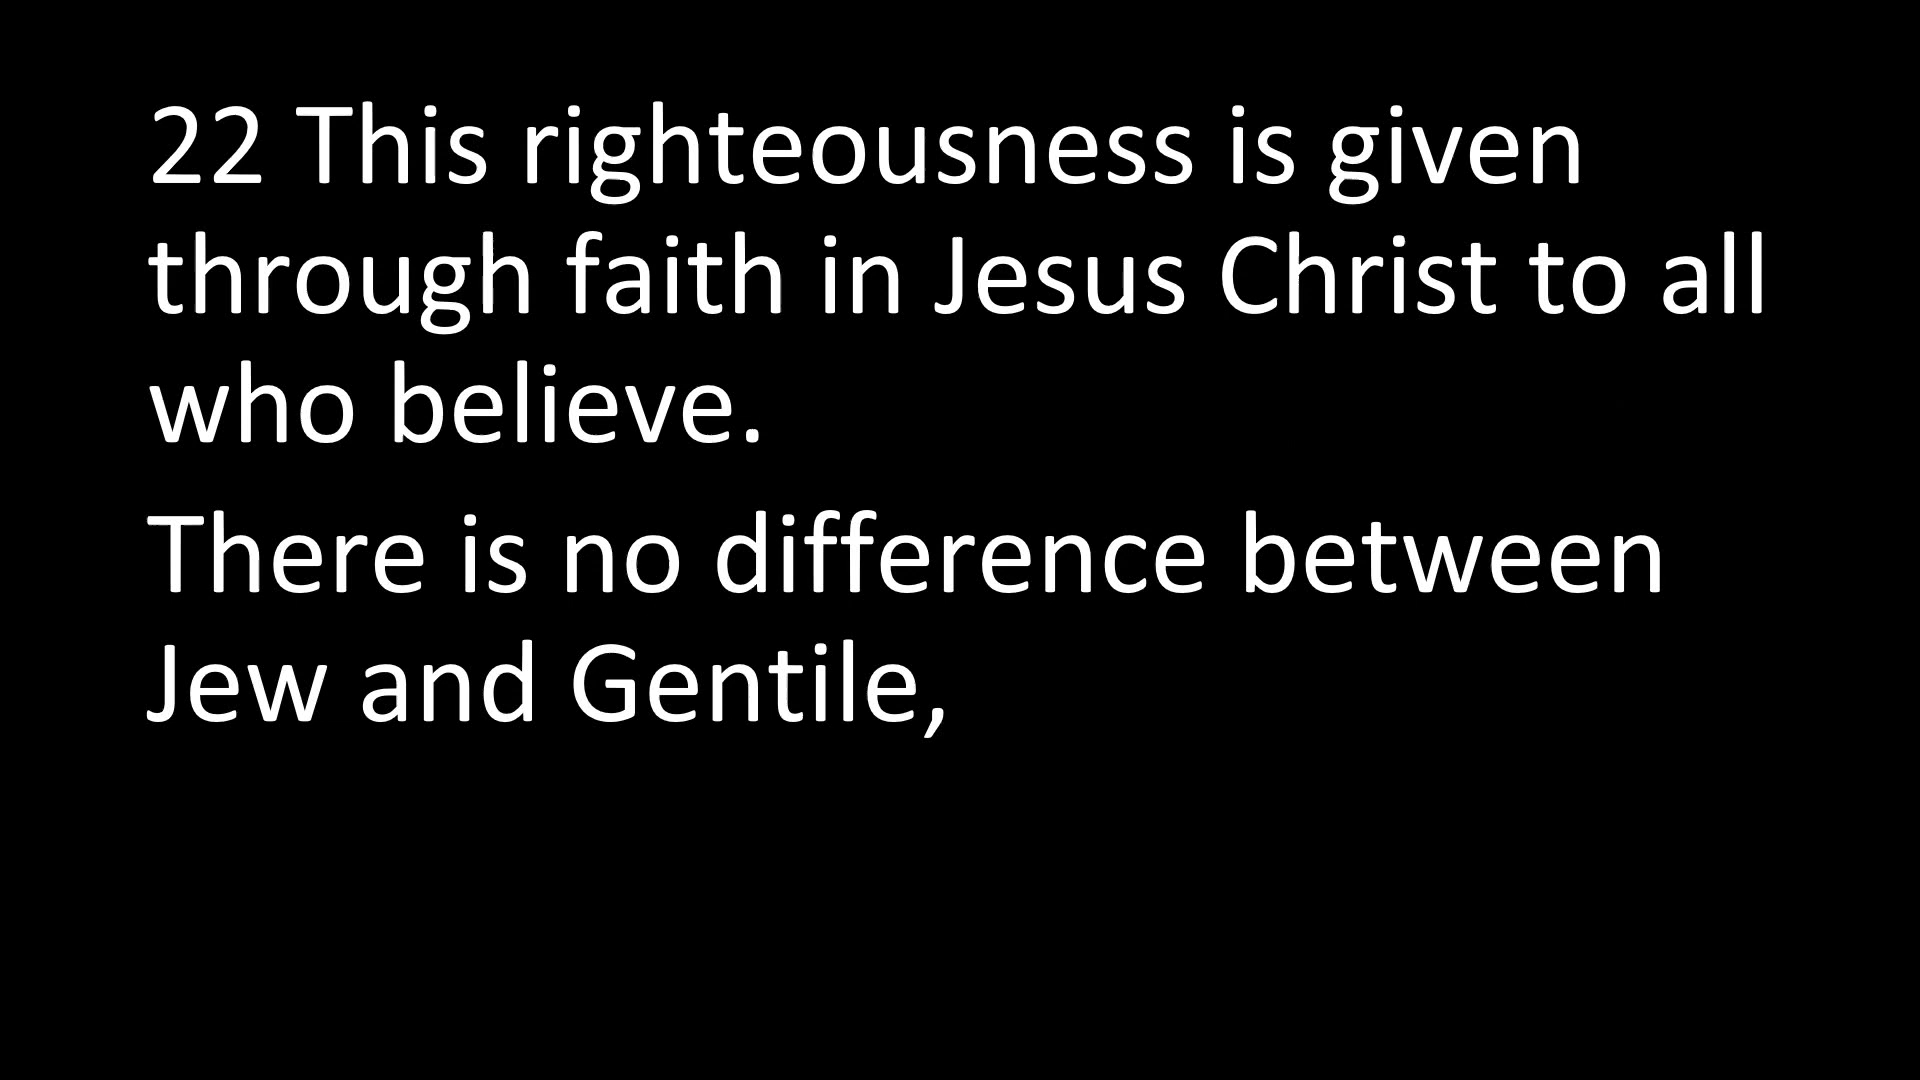 22 This righteousness is given
through faith in Jesus Christ to all
who believe.
There is no difference between
Jew and Gentile,